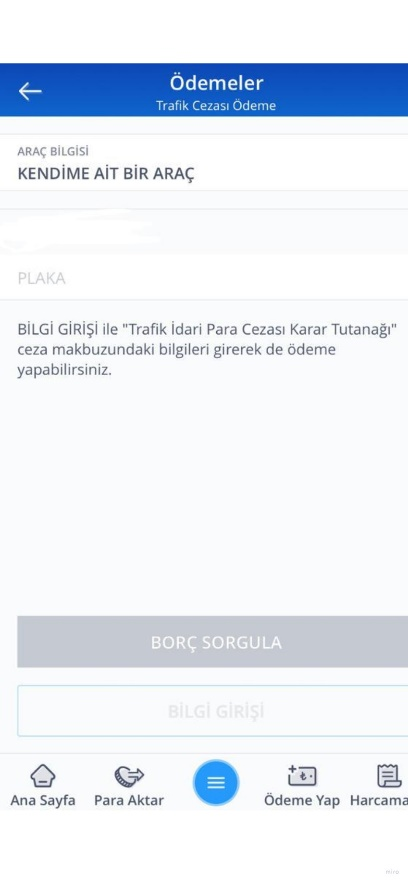 Ödemeler
Trafik Cezası Ödeme
ARAÇ BİLGİSİ
KENDİME AİT BİR ARAÇ
PLAKA
BİLGİ GİRİŞİ ile "Trafik İdari Para Cezası Karar Tutanağı"
ceza makbuzundaki bilgileri girerek de ödeme
yapabilirsiniz.
BORÇ SORGULA
BİLGİ GİRİŞİ
Ana Sayfa Para Aktar Ödeme Yap Harcama